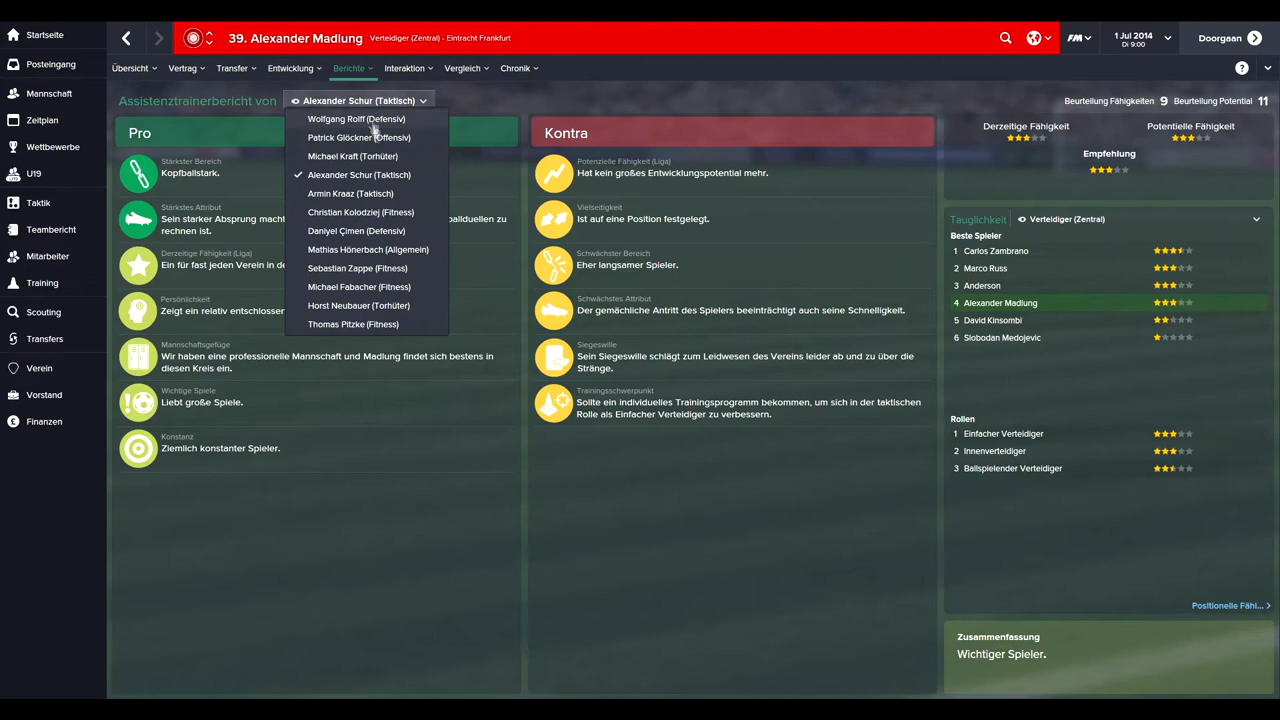 Startseite
Posteingang
Mannschaft
Zeitplan
Wettbewerbe
U19
Taktik
Teambericht
Mitarbeiter
Training
Scouting
Transfers
Verein
Vorstand
Finanzen
39. Alexander Madlung Verteidiger (Zentral) - Eintracht Frankfurt
FM
1 Jul 2014
Di 9:00
Doorgaan
Übersicht Vertrag Transfer Entwicklung Berichte Interaktion Vergleich Chronik
?
Assistenztrainerbericht von Alexander Schur (Taktisch)
Beurteilung Fähigkeiten 9 Beurteilung Potential 11
Wolfgang Rolff (Defensiv)
Patrick Glöckner (Offensiv)
Michael Kraft (Torhüter)
Alexander Schur (Taktisch)
Armin Kraaz (Taktisch)
Christian Kolodziej (Fitness)
Daniyel Çimen (Defensiv)
Mathias Hönerbach (Allgemein)
Sebastian Zappe (Fitness)
Michael Fabacher (Fitness)
Horst Neubauer (Torhüter)
Thomas Pitzke (Fitness)
Pro
Stärkster Bereich
Kopfballstark.
Stärkstes Attribut
Sein starker Absprung macht ballduellen zu
rechnen ist.
Derzeitige Fähigkeit (Liga)
Ein für fast jeden Verein in de
Persönlichkeit
Zeigt ein relativ entschlossen
Mannschaftsgefüge
Wir haben eine professionelle Mannschaft und Madlung findet sich bestens in
diesen Kreis ein.
Wichtige Spiele
Liebt große Spiele.
Konstanz
Ziemlich konstanter Spieler.
Kontra
Potenzielle Fähigkeit (Liga)
Hat kein großes Entwicklungspotential mehr.
Vielseitigkeit
Ist auf eine Position festgelegt.
Schwächster Bereich
Eher langsamer Spieler.
Schwächstes Attribut
Der gemächliche Antritt des Spielers beeinträchtigt auch seine Schnelligkeit.
Siegeswille
Sein Siegeswille schlägt zum Leidwesen des Vereins leider ab und zu über die
Stränge.
Trainingsschwerpunkt
Sollte ein individuelles Trainingsprogramm bekommen, um sich in der taktischen
Rolle als Einfacher Verteidiger zu verbessern.
Derzeitige Fähigkeit Potentielle Fähigkeit
Empfehlung
Tauglichkeit Verteidiger (Zentral)
Beste Spieler
1 Carlos Zambrano
2 Marco Russ
3 Anderson
4 Alexander Madlung
5 David Kinsombi
6 Slobodan Medojevic
Rollen
1 Einfacher Verteidiger
2 Innenverteidiger
3 Ballspielender Verteidiger
Positionelle Fähi...
Zusammenfassung
Wichtiger Spieler.